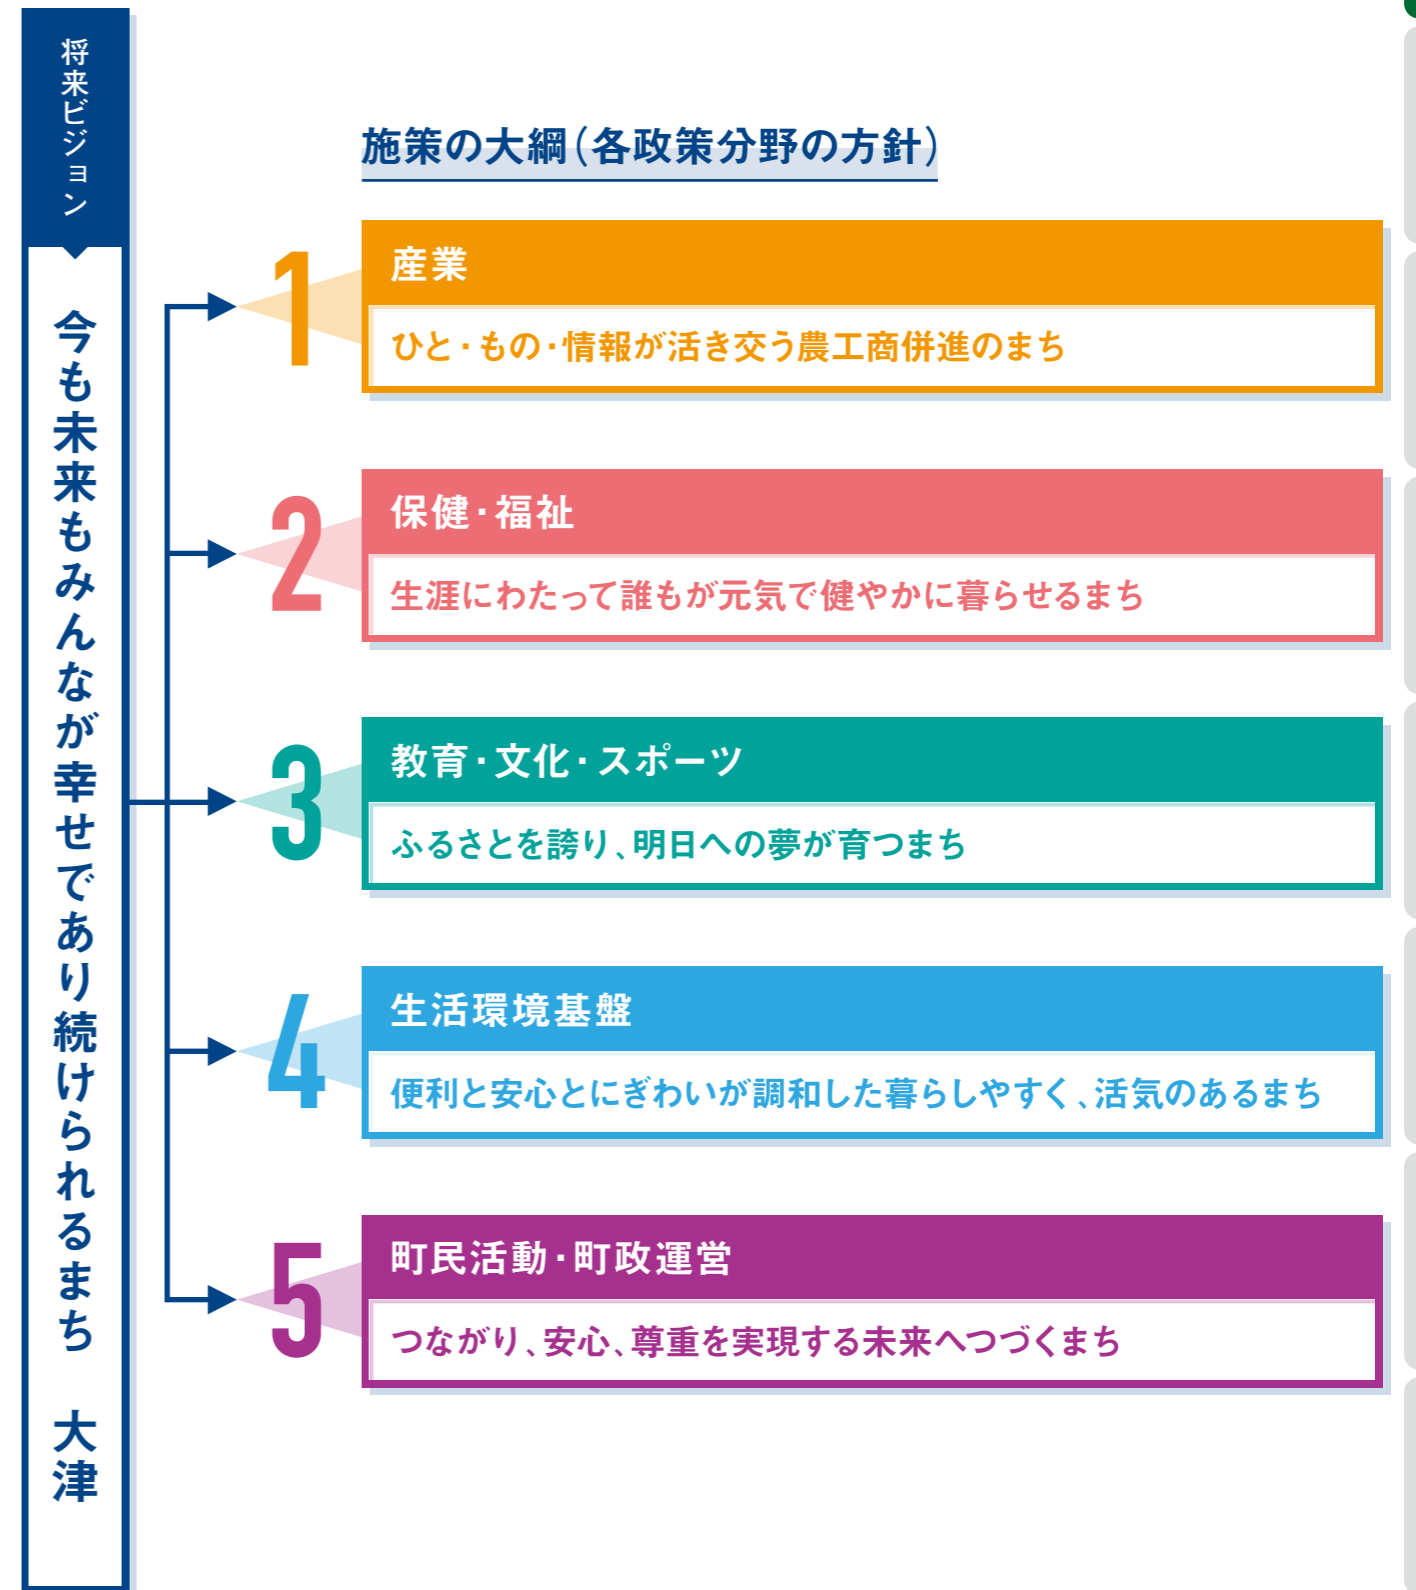 将来ビジョン
今も未来もみんなが幸せであり続けられるまち　大津
施策の大綱（各政策分野の方針）
1
産業
ひと・もの・情報が活き交う農工商併進のまち
2
保健・福祉
生涯にわたって誰もが元気で健やかに暮らせるまち
3
教育・文化・スポーツ
ふるさとを誇り、明日への夢が育つまち
4
生活環境基盤
便利と安心とにぎわいが調和した暮らしやすく、活気のあるまち
5
町民活動・町政運営
つながり、安心、尊重を実現する未来へつづくまち